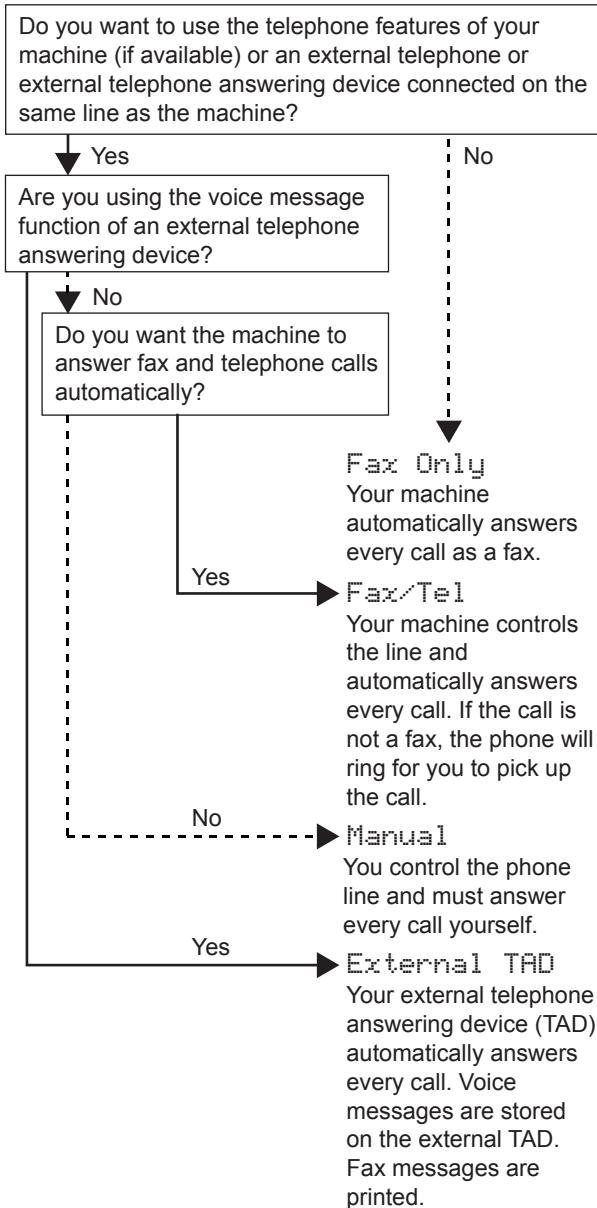 Do you want to use the telephone features of your
machine (if available) or an external telephone or
external telephone answering device connected on the
same line as the machine?
Yes
No
Are you using the voice message
function of an external telephone
answering device?
No
Do you want the machine to
answer fax and telephone calls
automatically?
Fax Only
Your machine
automatically answers
every call as a fax.
Yes
Fax/Tel
Your machine controls
the line and
automatically answers
every call. If the call is
not a fax, the phone will
ring for you to pick up
the call.
No
Manual
You control the phone
line and must answer
every call yourself.
Yes
External TAD
Your external telephone
answering device (TAD)
automatically answers
every call. Voice
messages are stored
on the external TAD.
Fax messages are
printed.